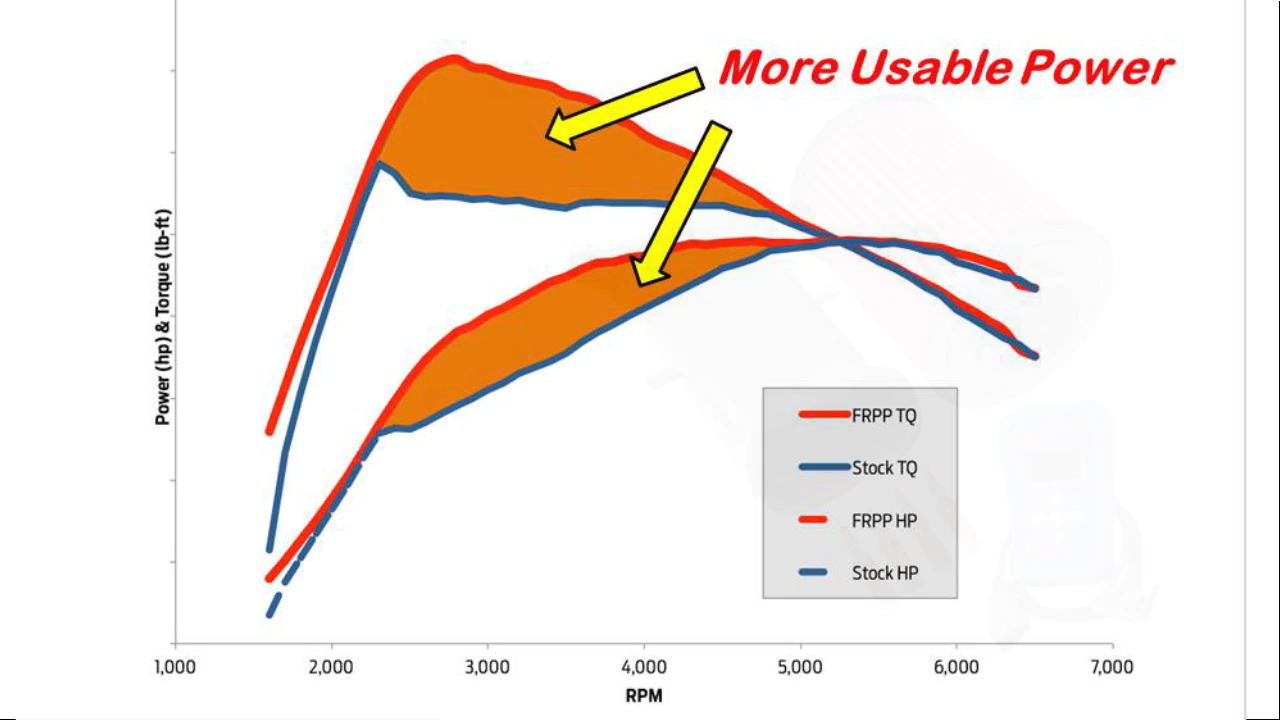 More Usable Power
Power (hp) & Torque (lb-ft)
FRPP TQ
Stock TQ
FRPP HP
Stock HP
1,000 2,000 3,000 4,000 5,000 6,000 7,000
RPM